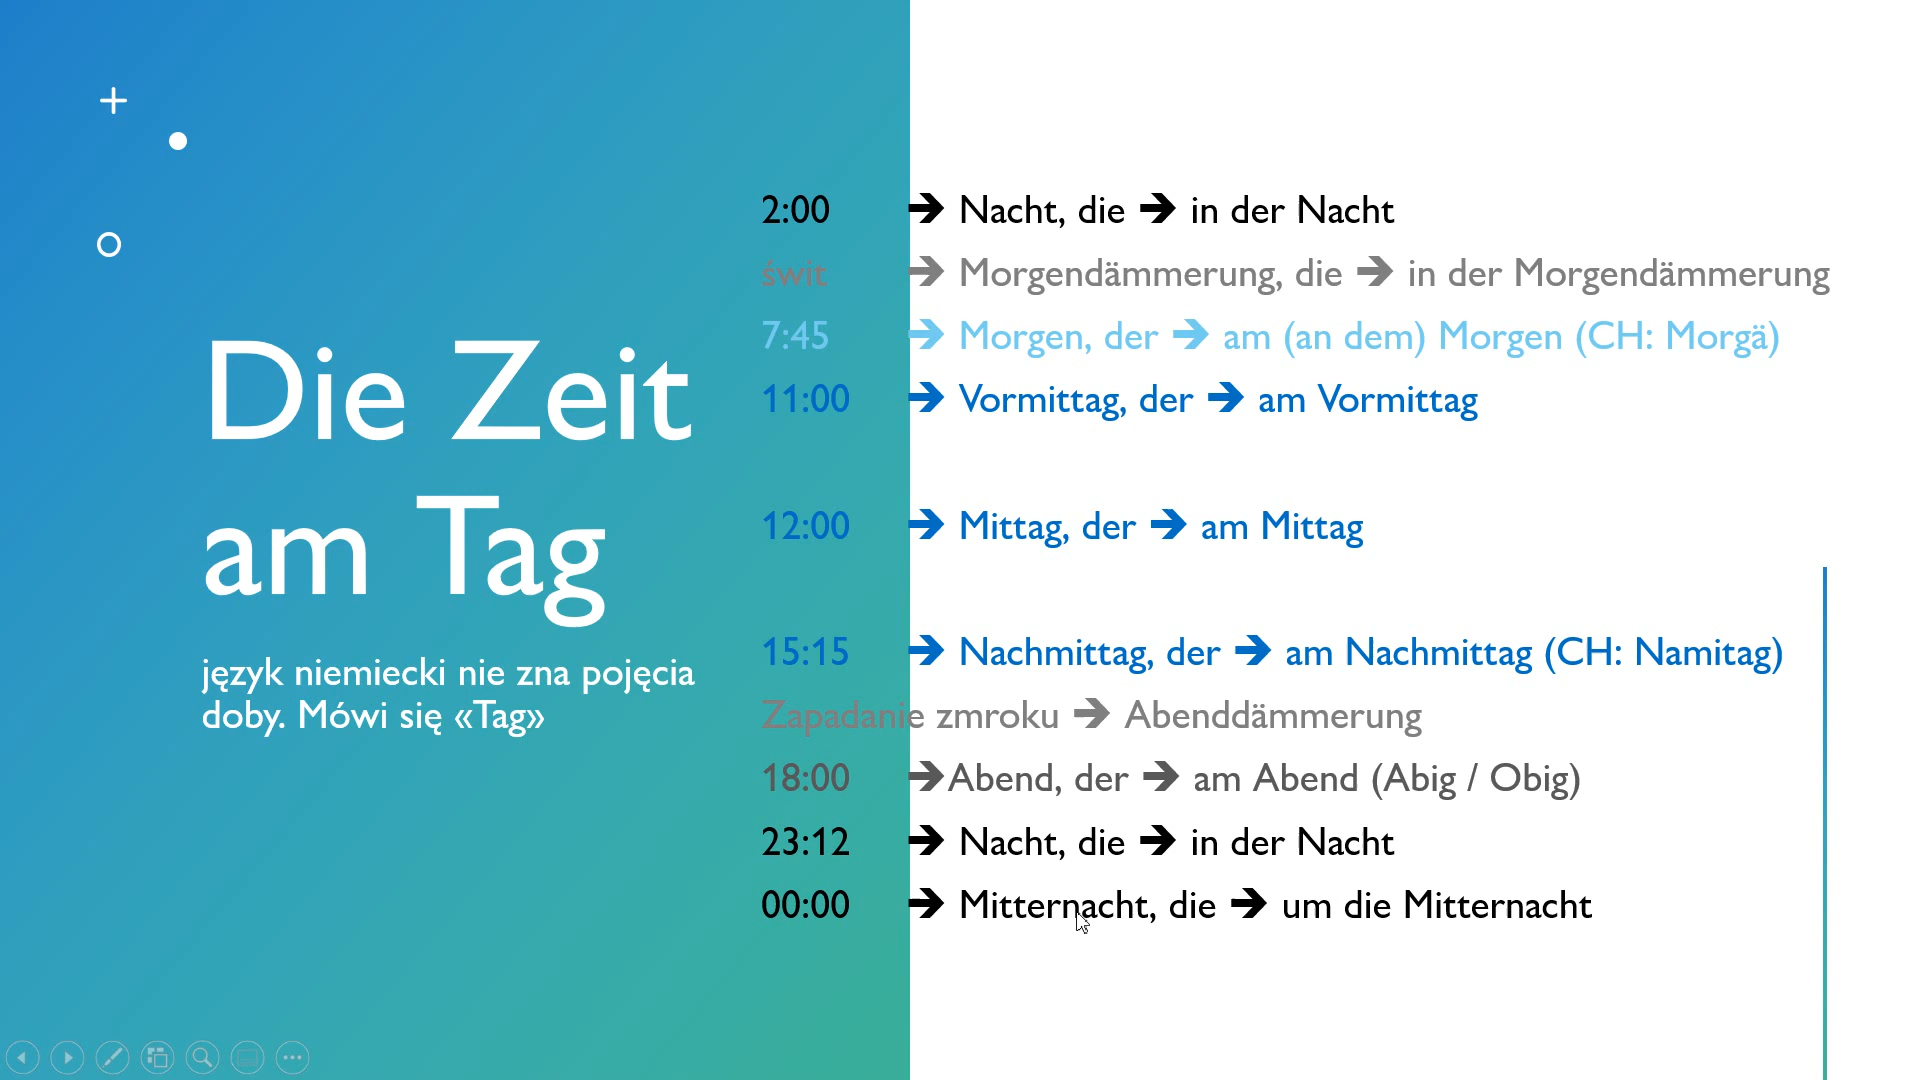 Die Zeit
am Tag
język niemiecki nie zna pojęcia
doby. Mówi się «Tag»
2:00 → Nacht, die → in der Nacht
świt → Morgendämmerung, die → in der Morgendämmerung
7:45 → Morgen, der → am (an dem) Morgen (CH: Morgä)
11:00 → Vormittag, der → am Vormittag
12:00 → Mittag, der → am Mittag
15:15 → Nachmittag, der → am Nachmittag (CH: Namitag)
Zapadanie zmroku → Abenddämmerung
18:00 →Abend, der → am Abend (Abig / Obig)
23:12 → Nacht, die → in der Nacht
00:00 → Mitternacht, die → um die Mitternacht